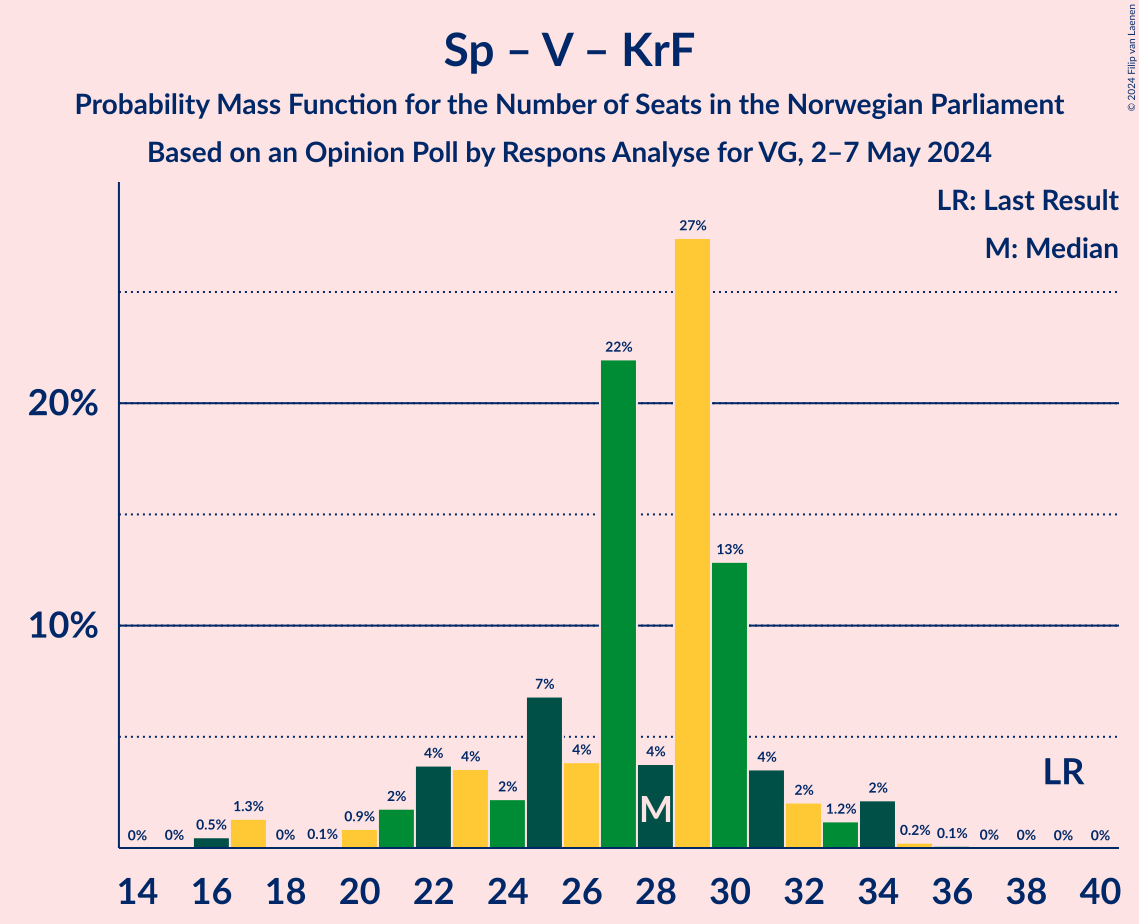 Sp – V – KrF
Probability Mass Function for the Number of Seats in the Norwegian Parliament
Based on an Opinion Poll by Respons Analyse for VG, 2–7 May 2024
© 2024 Filip van Laenen
LR: Last Result
M: Median
20%
10%
0% 0% 0.5% 1.3% 0% 0.1% 0.9% 2% 4% 4% 2% 7% 4% 22% 4% 27% 13% 4% 2% 1.2% 2% 0.2% 0.1% 0% 0% 0% 0%
LR
M
14 16 18 20 22 24 26 28 30 32 34 36 38 40